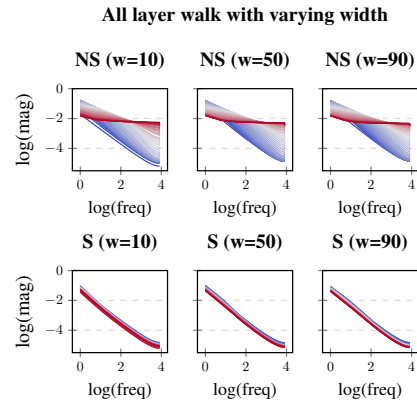 All layer walk with varying width
NS (w=10) NS (w=50) NS (w=90)
0
−2
−4
log(mag)
0 2 4 0 2 4 0 2 4
log(freq) log(freq) log(freq)
S (w=10) S (w=50) S (w=90)
0
−2
−4
log(mag)
0 2 4 0 2 4 0 2 4
log(freq) log(freq) log(freq)